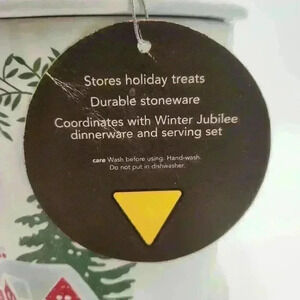 Stores holiday treats
Durable stoneware
Coordinates with Winter Jubilee
dinnerware and serving set
care Wash before using. Hand-wash.
Do not put in dishwasher.